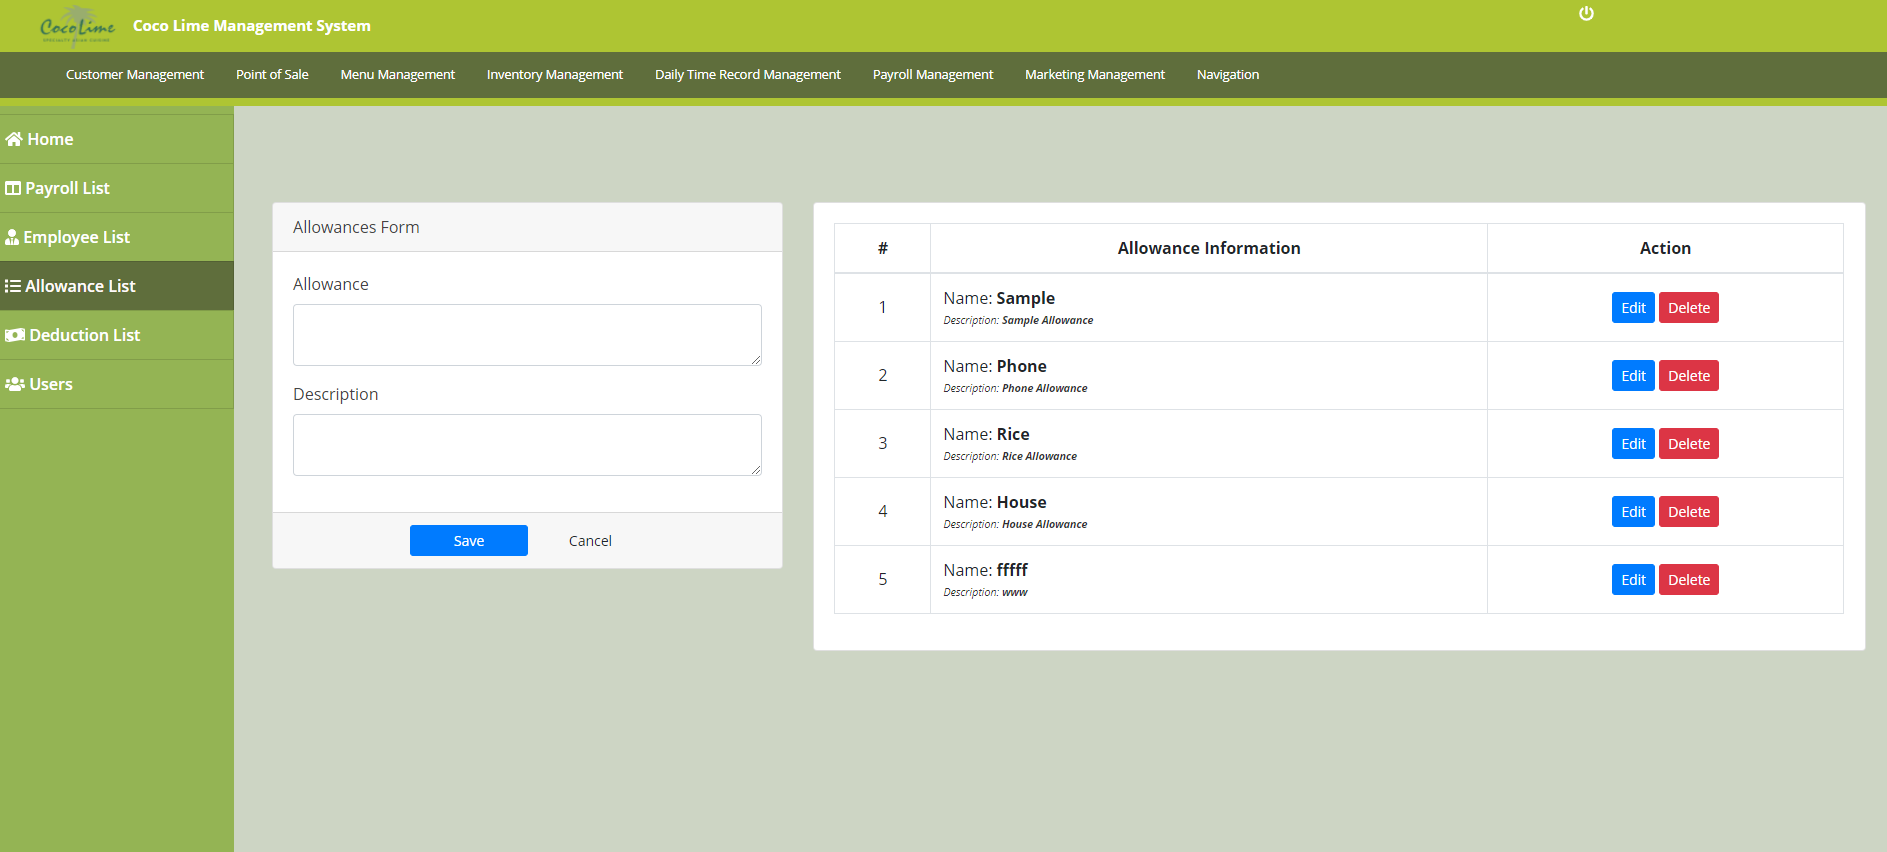 CocoLime
Coco Lime Management System
Customer Management Point of Sale Menu Management Inventory Management Daily Time Record Management Payroll Management Marketing Management Navigation
Home
Payroll List
Employee List
Allowance List
Deduction List
Users
Allowances Form
Allowance
Description
Save Cancel
# Allowance Information Action
1 Name: Sample Edit Delete
Description: Sample Allowance
2 Name: Phone Edit Delete
Description: Phone Allowance
3 Name: Rice Edit Delete
Description: Rice Allowance
4 Name: House Edit Delete
Description: House Allowance
5 Name: fffff Edit Delete
Description: www